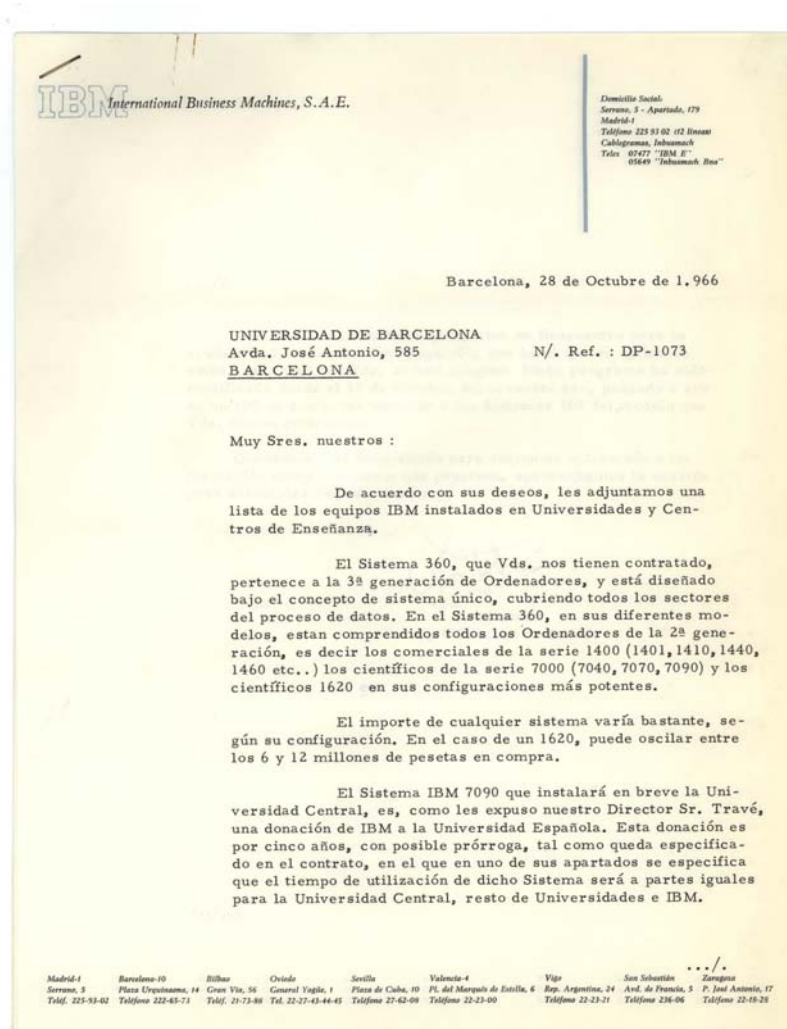 IBM International Business Machines, S.A.E.
Domicilio Social:
Serrano, 5 - Apartado, 179
Madrid-1
Teléfono 225 93 02 (12 líneas)
Cablegramas, Inbusmach
Telex 07477 "IBM E"
05649 "Inbusmach Bna"
Barcelona, 28 de Octubre de 1.966
UNIVERSIDAD DE BARCELONA
Avda. José Antonio, 585 N/. Ref. : DP-1073
BARCELONA
Muy Sres. nuestros :
De acuerdo con sus deseos, les adjuntamos una
lista de los equipos IBM instalados en Universidades y Cen-
tros de Enseñanza.
El Sistema 360, que Vds. nos tienen contratado,
pertenece a la 3ª generación de Ordenadores, y está diseñado
bajo el concepto de sistema único, cubriendo todos los sectores
del proceso de datos. En el Sistema 360, en sus diferentes mo-
delos, estan comprendidos todos los Ordenadores de la 2ª gene-
ración, es decir los comerciales de la serie 1400 (1401, 1410, 1440,
1460 etc..) los científicos de la serie 7000 (7040, 7070, 7090) y los
científicos 1620 en sus configuraciones más potentes.
El importe de cualquier sistema varía bastante, se-
gún su configuración. En el caso de un 1620, puede oscilar entre
los 6 y 12 millones de pesetas en compra.
El Sistema IBM 7090 que instalará en breve la Uni-
versidad Central, es, como les expuso nuestro Director Sr. Travé,
una donación de IBM a la Universidad Española. Esta donación es
por cinco años, con posible prórroga, tal como queda especifica-
do en el contrato, en el que en uno de sus apartados se especifica
que el tiempo de utilización de dicho Sistema será a partes iguales
para la Universidad Central, resto de Universidades e IBM.
.../.
Madrid-1 Barcelona-10 Bilbao Oviedo Sevilla Valencia-4 Vigo San Sebastián Zaragoza
Serrano, 5 Plaza Urquinaona, 14 Gran Vía, 56 General Yagüe, 1 Plaza de Cuba, 10 Pl. del Marqués de Estella, 6 Rep. Argentina, 24 Avd. de Francia, 5 P. José Antonio, 17
Teléf. 225-93-02 Teléfono 222-65-73 Teléf. 21-73-86 Tel. 22-27-43-44-45 Teléfono 27-62-08 Teléfono 22-23-00 Teléfono 22-23-21 Teléfono 236-06 Teléfono 22-19-28